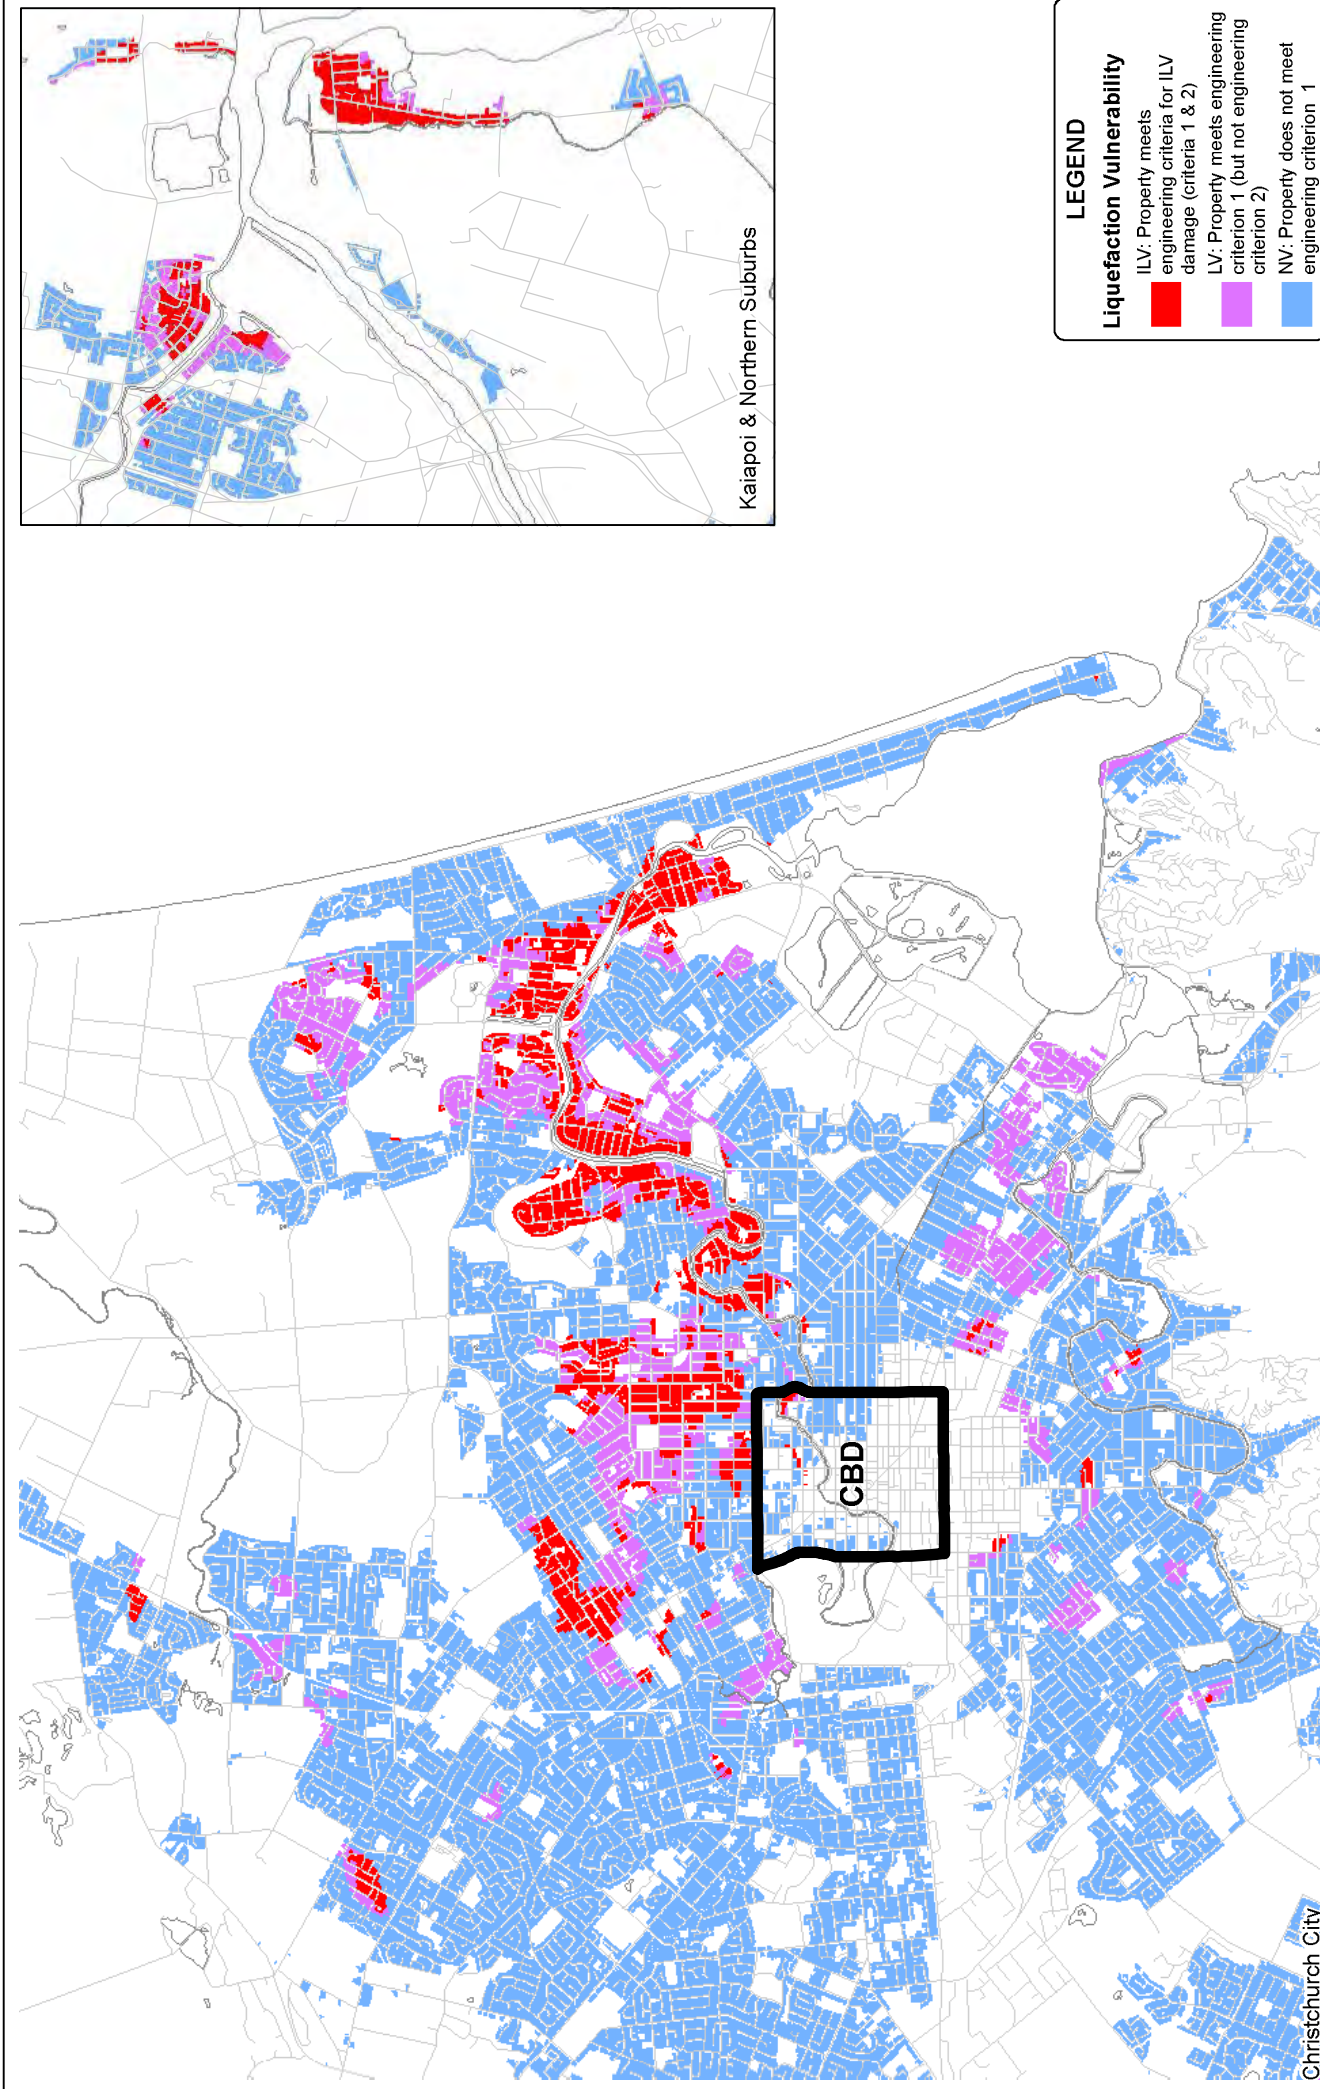 Kaiapoi & Northern Suburbs
LEGEND
Liquefaction Vulnerability
ILV: Property meets
engineering criteria for ILV
damage (criteria 1 & 2)
LV: Property meets engineering
criterion 1 (but not engineering
criterion 2)
NV: Property does not meet
engineering criterion 1
CBD
Christchurch City